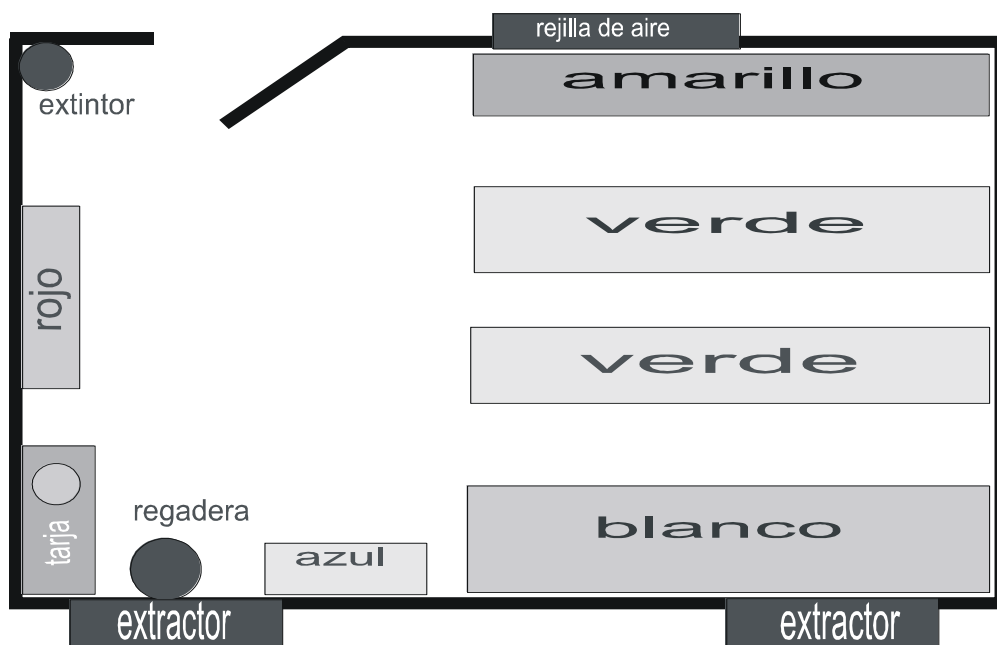 rejilla de aire
amarillo
extintor
verde
rojo
verde
regadera
blanco
tarja
azul
extractor
extractor